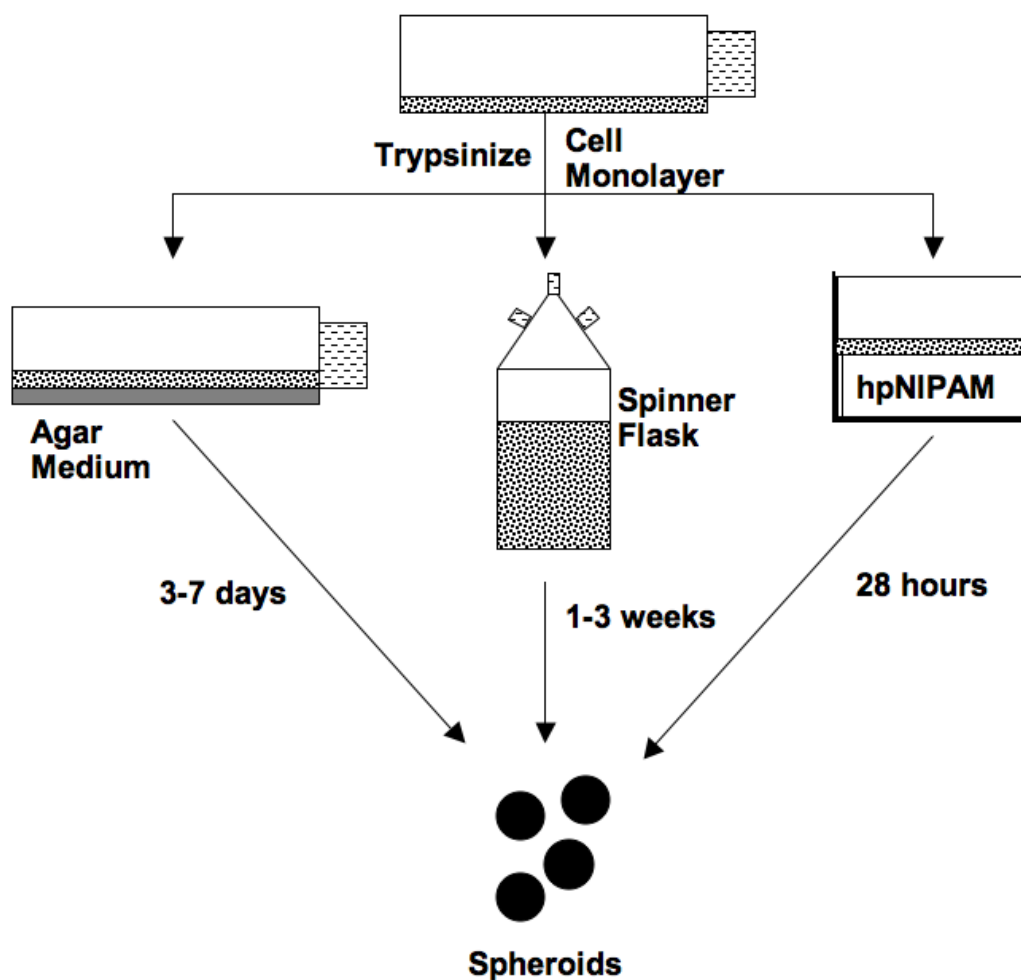 Trypsinize
Cell
Monolayer
Agar
Medium
Spinner
Flask
hpNIPAM
3-7 days
1-3 weeks
28 hours
Spheroids